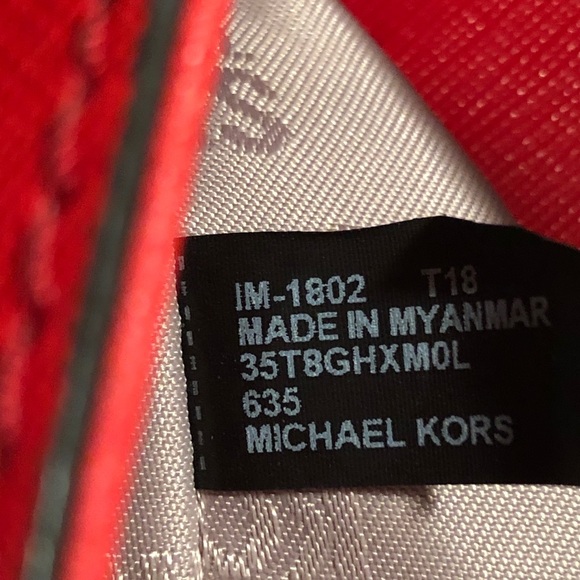 IM-1802 T18
MADE IN MYANMAR
35T8GHXM0L
635
MICHAEL KORS